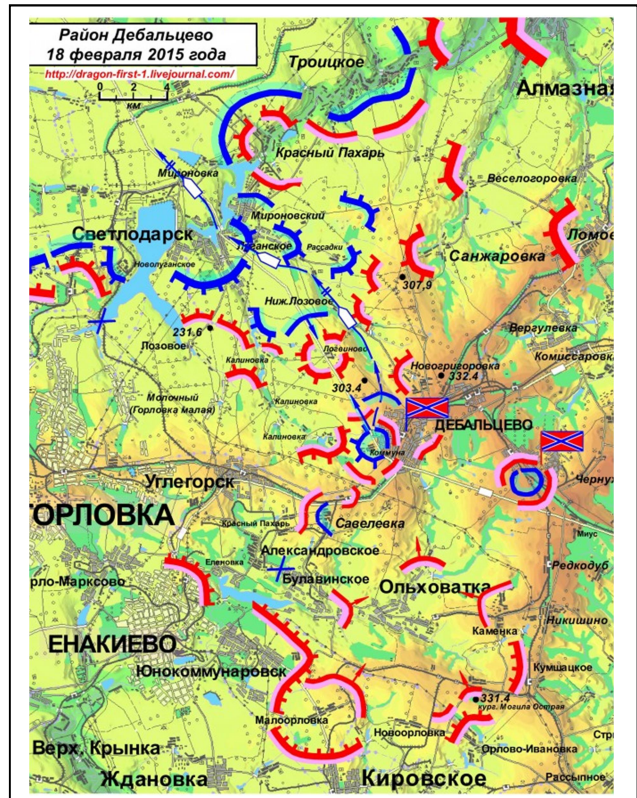 Район Дебальцево
18 февраля 2015 года
http://dragon-first-1.livejournal.com/
0 2 4
км
Троицкое
Алмазная
Красный Пахарь
Мироновка
Веселогоровка
Мироновский
Светлодарск
Луганское
Рассадки
Санжаровка
Ломов
Новолуганское
307.9
Ниж.Лозовое
231.6
Лозовое
Логвиново
Вергулевка
Калиновка
Новогригоровка
Комиссаровка
303.4
332.4
Молочный
(Горловка малая)
Калиновка
ДЕБАЛЬЦЕВО
Калиновка
Коммуна
Углегорск
Чернух
ГОРЛОВКА
Красный Пахарь
Савелевка
Миус
Александровское
Еленовка
Редкодуб
рло-Марксово
Булавинское
Ольховатка
Никишино
Каменка
ЕНАКИЕВО
Юнокоммунаровск
Кумшацкое
331.4
кург. Могила Острая
Малоорловка
Новоорловка
Стр
Верх. Крынка
Орлово-Ивановка
Ждановка
Кировское
Рассыпное